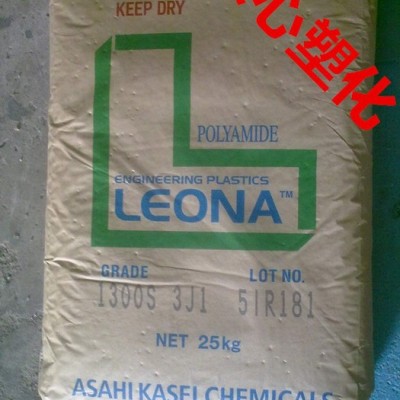 KEEP DRY
心塑化
POLYAMIDE
ENGINEERING PLASTICS
LEONA™
GRADE LOT NO.
1300S 3J1 51R181
NET 25kg
ASAHI KASEI CHEMICALS